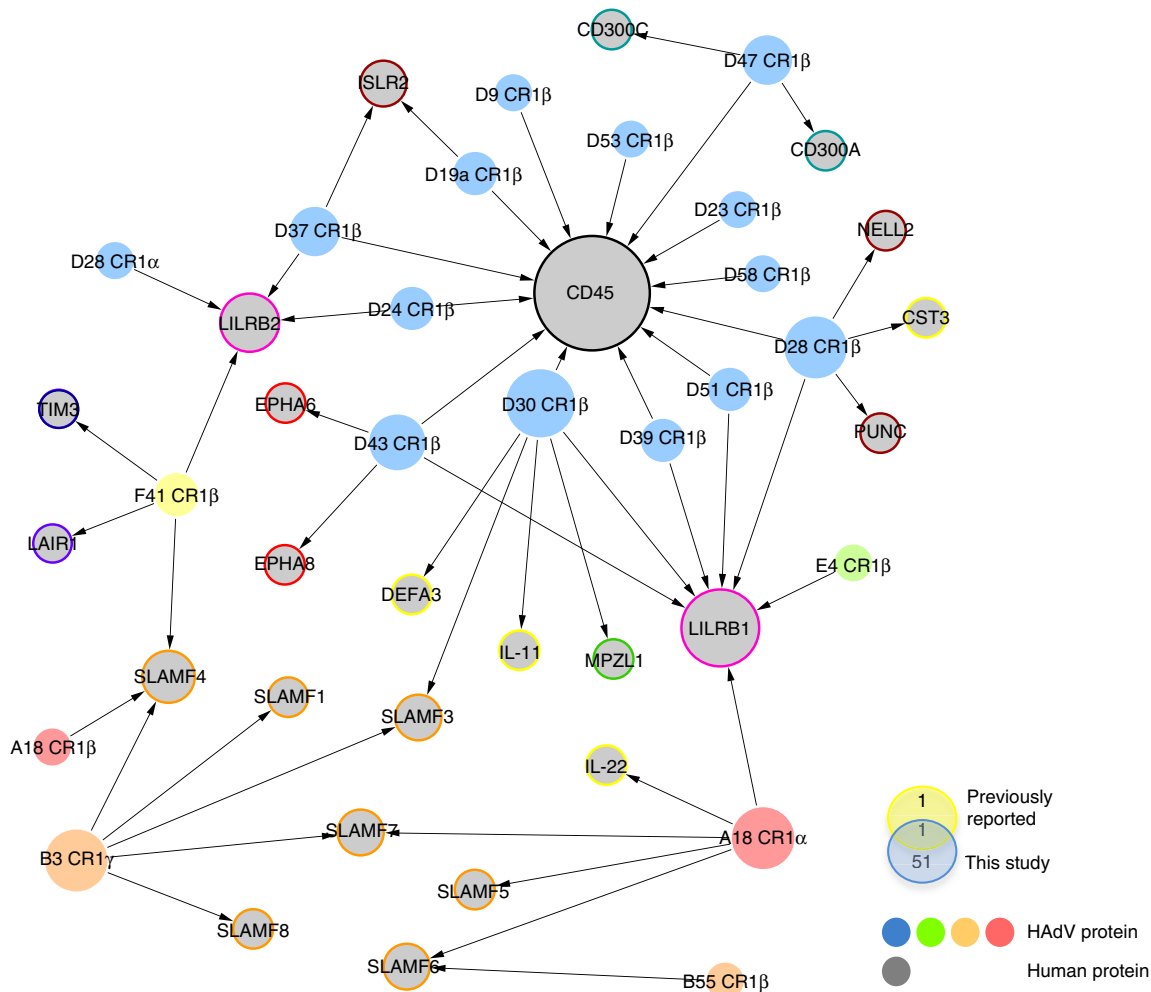 CD300C
D47 CR1β
ISLR2
D9 CR1β
D53 CR1β
CD300A
D19a CR1β
D23 CR1β
D37 CR1β
NELL2
D28 CR1α
D58 CR1β
CD45
D24 CR1β
LILRB2
CST3
D28 CR1β
D51 CR1β
EPHA6
D30 CR1β
TIM3
D43 CR1β
D39 CR1β
PUNC
F41 CR1β
LAIR1
EPHA8
E4 CR1β
DEFA3
LILRB1
IL-11
MPZL1
SLAMF4
SLAMF1
SLAMF3
A18 CR1β
IL-22
SLAMF7
A18 CR1α
B3 CR1γ
SLAMF5
SLAMF8
SLAMF6
B55 CR1β
1
Previously
reported
1
51
This study
HAdV protein
Human protein